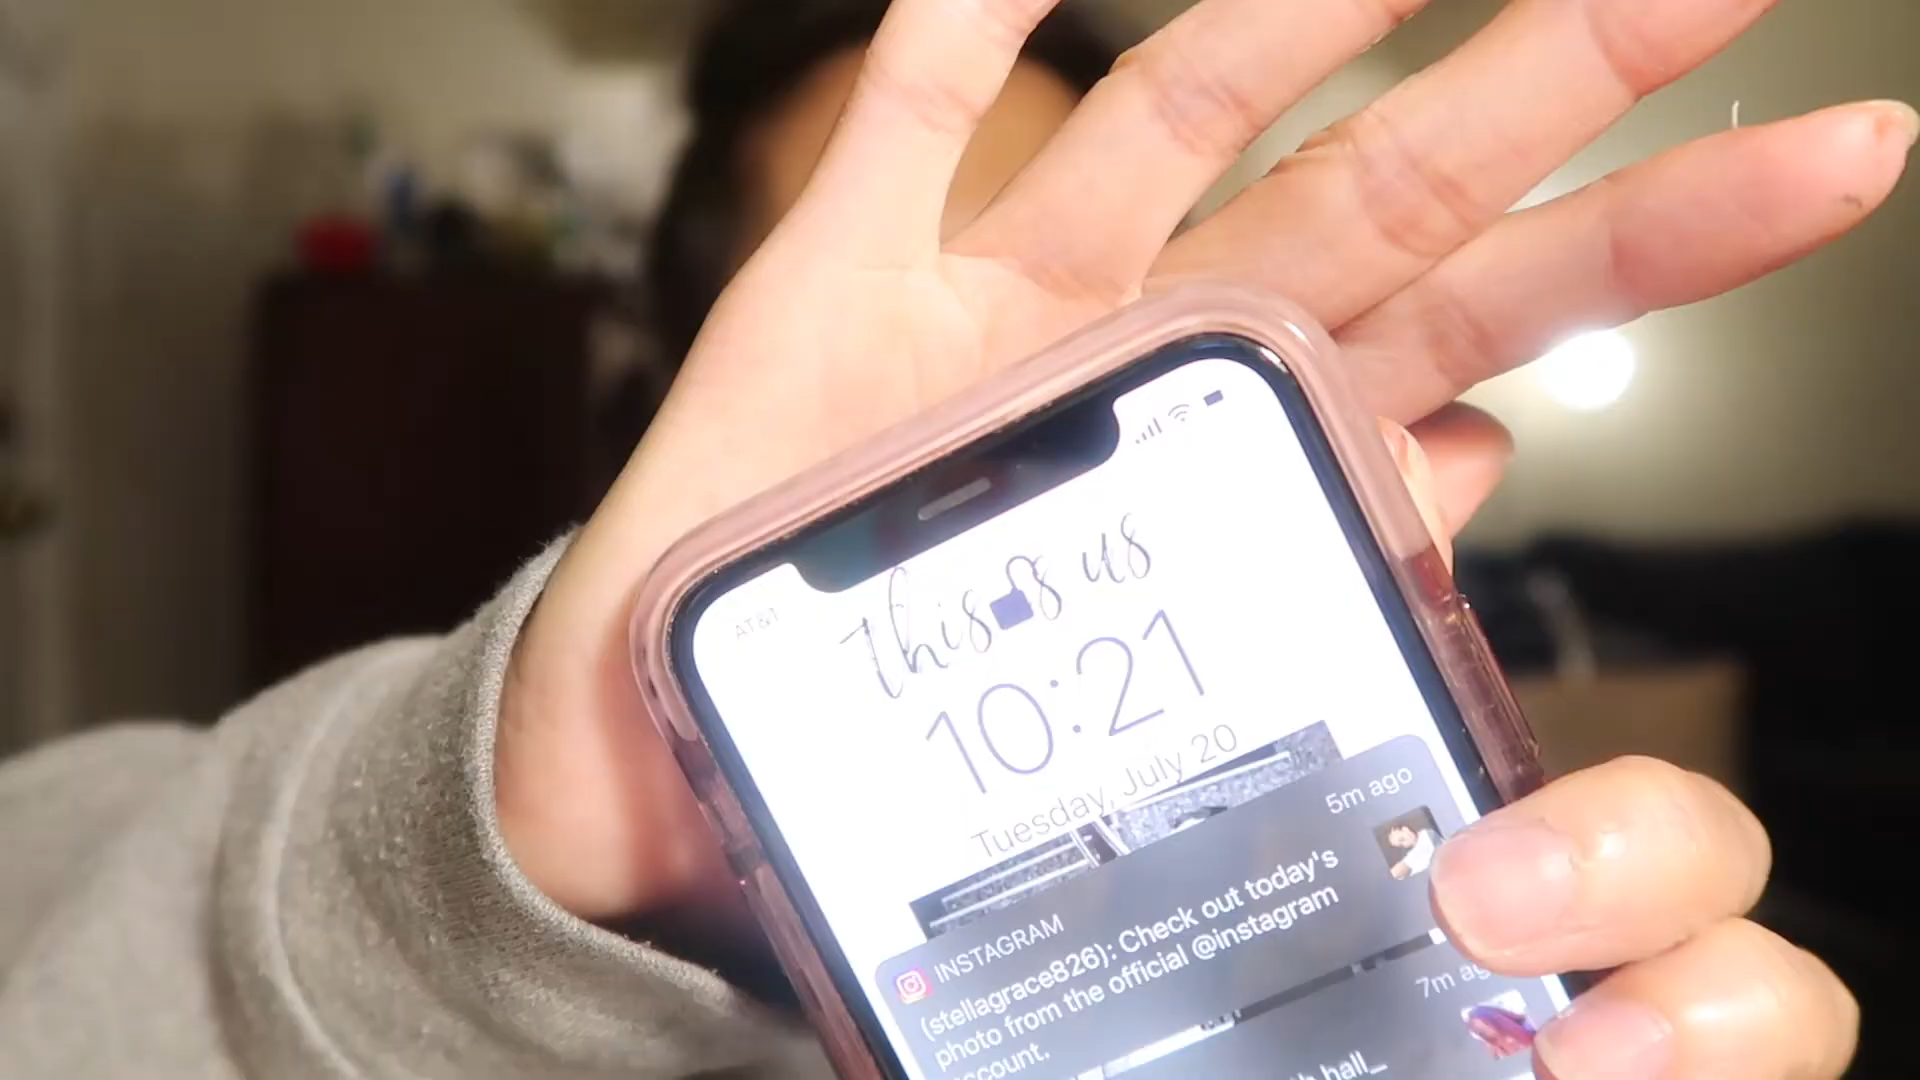 AT&T
This is us
10:21
Tuesday, July 20
INSTAGRAM
5m ago
(stellagrace826): Check out today's
photo from the official @instagram
account.
7m ago
hall_